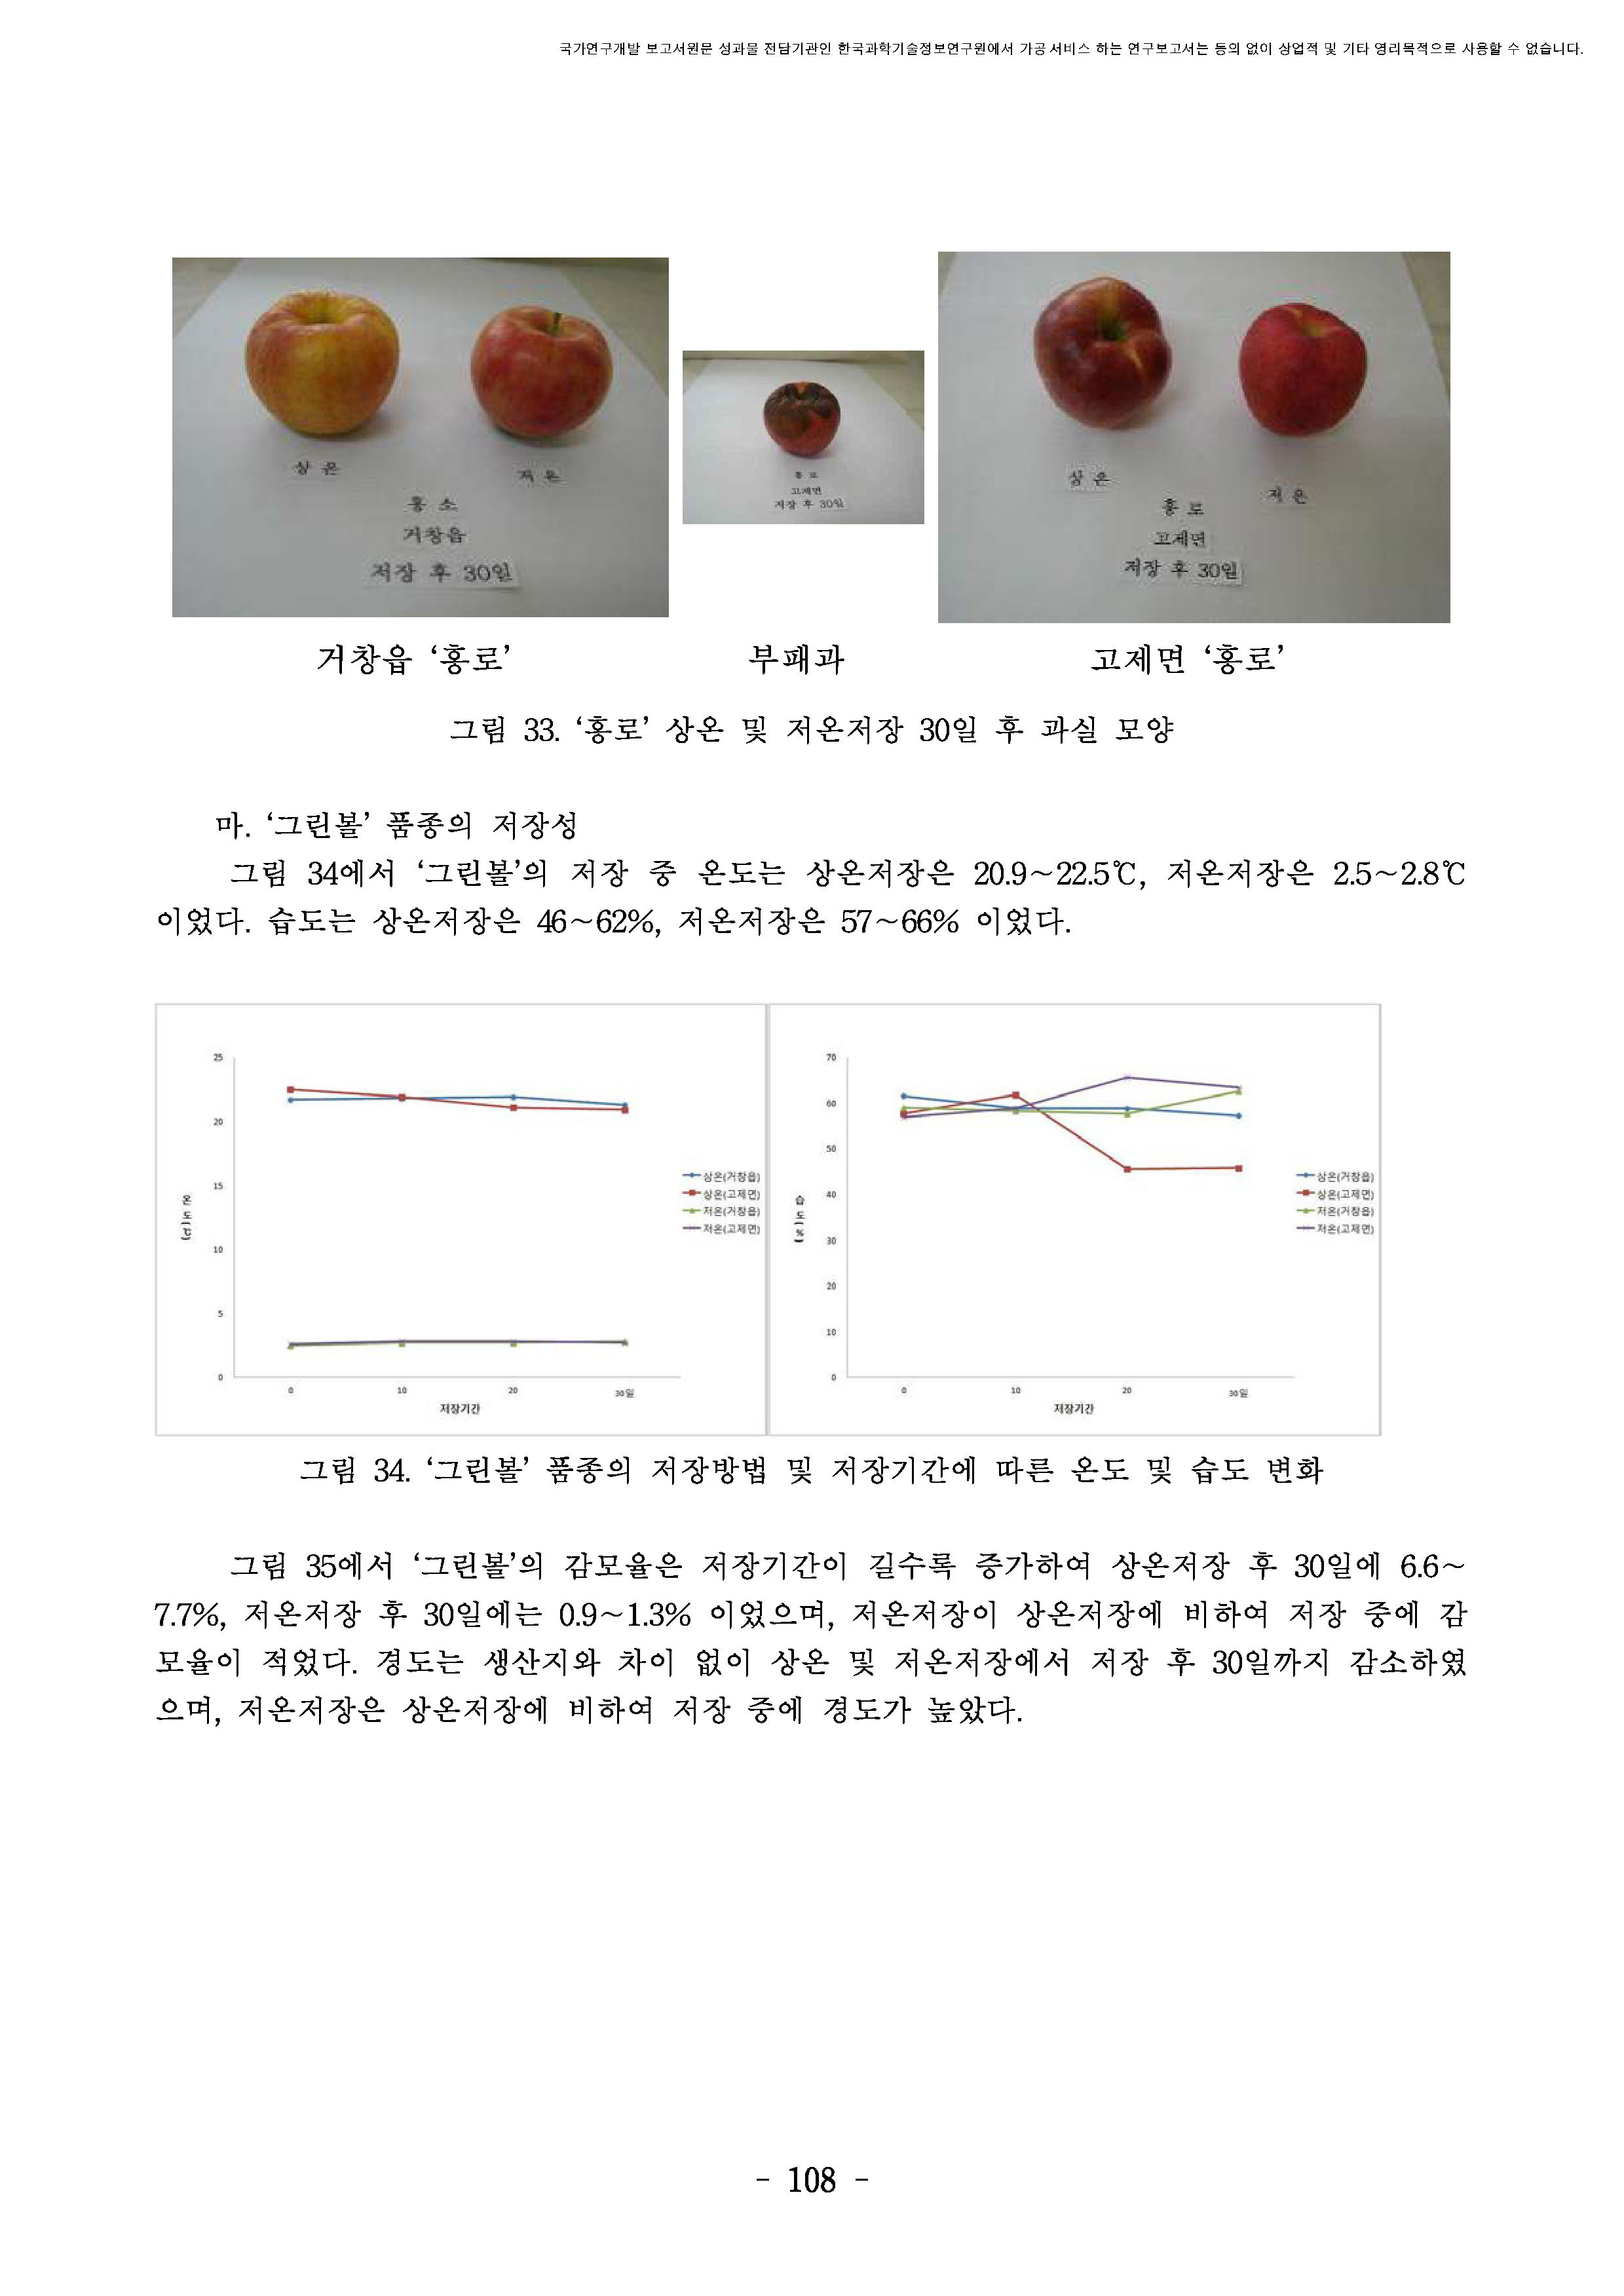 국가연구개발 보고서원문 성과물 전담기관인 한국과학기술정보연구원에서 가공·서비스 하는 연구보고서는 동의 없이 상업적 및 기타 영리목적으로 사용할 수 없습니다.
상 온
저 온
홍 소
거창읍
저장 후 30일
홍 로
고제면
저장 후 30일
상 온
저 온
홍 로
고제면
저장 후 30일
거창읍 ‘홍로’
부패과
고제면 ‘홍로’
그림 33. ‘홍로’ 상온 및 저온저장 30일 후 과실 모양
마. ‘그린볼’ 품종의 저장성
그림 34에서 ‘그린볼’의 저장 중 온도는 상온저장은 20.9~22.5℃, 저온저장은 2.5~2.8℃
이었다. 습도는 상온저장은 46~62%, 저온저장은 57~66% 이었다.
25
20
15
10
5
0
온도(℃)
0 10 20 30일
저장기간
상온(거창읍)
상온(고제면)
저온(거창읍)
저온(고제면)
70
60
50
40
30
20
10
0
습도(%)
0 10 20 30일
저장기간
상온(거창읍)
상온(고제면)
저온(거창읍)
저온(고제면)
그림 34. ‘그린볼’ 품종의 저장방법 및 저장기간에 따른 온도 및 습도 변화
그림 35에서 ‘그린볼’의 감모율은 저장기간이 길수록 증가하여 상온저장 후 30일에 6.6~
7.7%, 저온저장 후 30일에는 0.9~1.3% 이었으며, 저온저장이 상온저장에 비하여 저장 중에 감
모율이 적었다. 경도는 생산지와 차이 없이 상온 및 저온저장에서 저장 후 30일까지 감소하였
으며, 저온저장은 상온저장에 비하여 저장 중에 경도가 높았다.
- 108 -